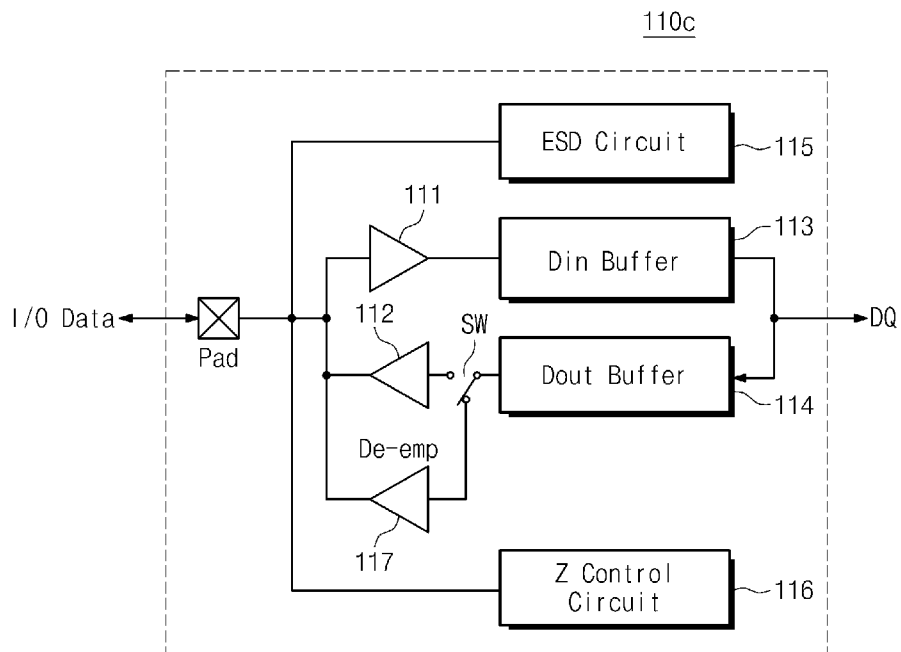 110c
ESD Circuit
115
111
113
Din Buffer
I/O Data
Pad
112
SW
DQ
Dout Buffer
114
De-emp
117
Z Control
Circuit
116